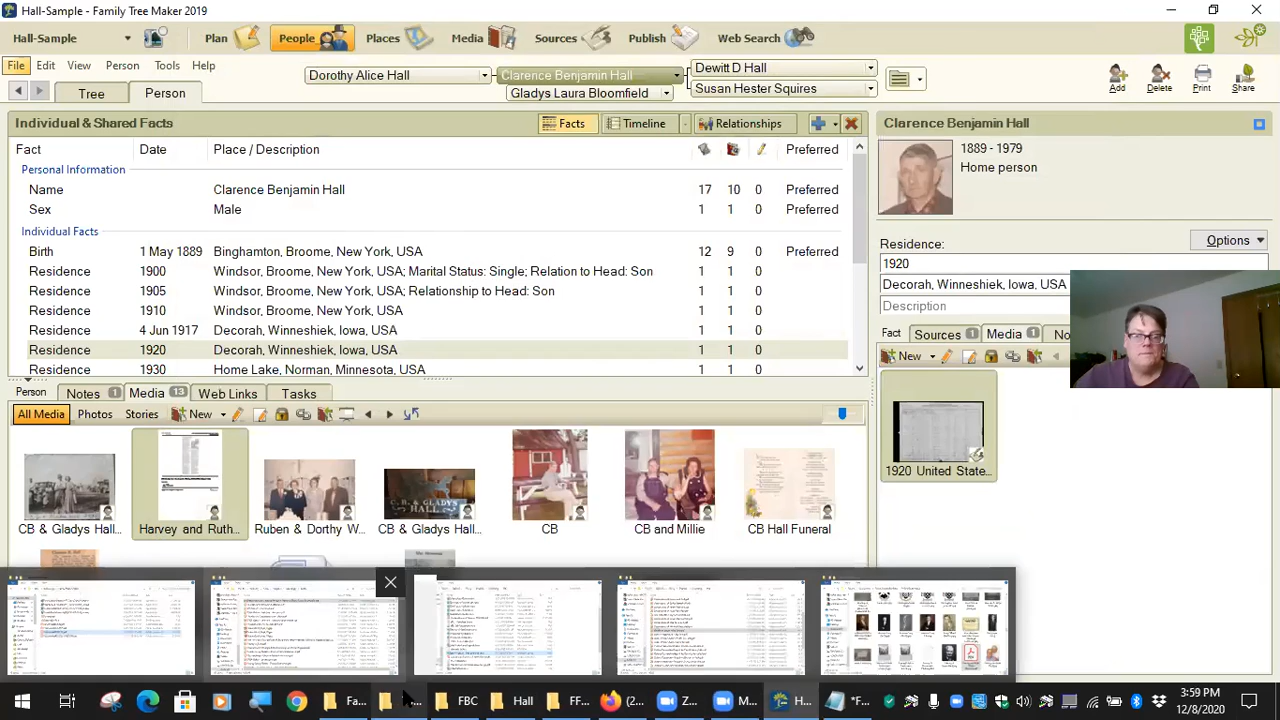 Hall-Sample - Family Tree Maker 2019
Hall-Sample Plan People Places Media Sources Publish Web Search
File Edit View Person Tools Help
Dorothy Alice Hall Clarence Benjamin Hall Dewitt D Hall
Gladys Laura Bloomfield Susan Hester Squires
Add Delete Print Share
Tree Person
Individual & Shared Facts Facts Timeline Relationships
Fact Date Place / Description Preferred
Personal Information
Name Clarence Benjamin Hall 17 10 0 Preferred
Sex Male 1 1 0 Preferred
Individual Facts
Birth 1 May 1889 Binghamton, Broome, New York, USA 12 9 0 Preferred
Residence 1900 Windsor, Broome, New York, USA; Marital Status: Single; Relation to Head: Son 1 1 0
Residence 1905 Windsor, Broome, New York, USA; Relationship to Head: Son 1 1 0
Residence 1910 Windsor, Broome, New York, USA 1 1 0
Residence 4 Jun 1917 Decorah, Winneshiek, Iowa, USA 1 1 0
Residence 1920 Decorah, Winneshiek, Iowa, USA 1 1 0
Residence 1930 Home Lake, Norman, Minnesota, USA 1 1 0
Person Notes 1 Media 13 Web Links Tasks
All Media Photos Stories New
CB & GLADYS HALL
CB & Gladys Hall... Harvey and Ruth... Ruben & Dorthy W... CB & Gladys Hall... CB CB and Millie CB Hall Funeral
Clarence Benjamin Hall
1889 - 1979
Home person
Residence: Options
1920
Decorah, Winneshiek, Iowa, USA
Description
Fact Sources 1 Media 1 No
New
1920 United State...
Fa... ... FBC Hall FF... (2... Z... M... H... *F...
3:59 PM
12/8/2020